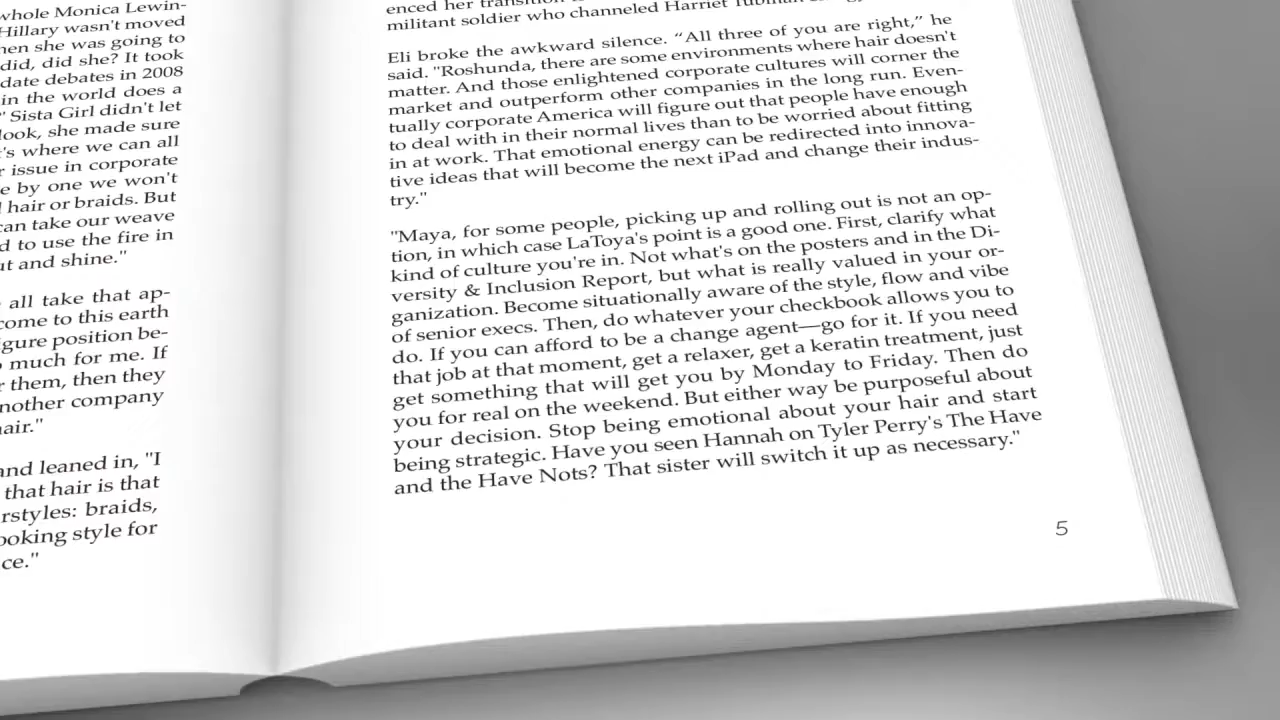 whole Monica Lewin-
Hillary wasn't moved
hen she was going to
did, did she? It took
date debates in 2008
in the world does a
" Sista Girl didn't let
look, she made sure
t's where we can all
r issue in corporate
e by one we won't
l hair or braids. But
can take our weave
d to use the fire in
ut and shine."
all take that ap-
come to this earth
igure position be-
o much for me. If
r them, then they
nother company
hair."
and leaned in, "I
that hair is that
rstyles: braids,
ooking style for
ce."
enced her transition
militant soldier who channeled Harriet Tubman
Eli broke the awkward silence. “All three of you are right,” he
said. "Roshunda, there are some environments where hair doesn't
matter. And those enlightened corporate cultures will corner the
market and outperform other companies in the long run. Even-
tually corporate America will figure out that people have enough
to deal with in their normal lives than to be worried about fitting
in at work. That emotional energy can be redirected into innova-
tive ideas that will become the next iPad and change their indus-
try."
"Maya, for some people, picking up and rolling out is not an op-
tion, in which case LaToya's point is a good one. First, clarify what
kind of culture you're in. Not what's on the posters and in the Di-
versity & Inclusion Report, but what is really valued in your or-
ganization. Become situationally aware of the style, flow and vibe
of senior execs. Then, do whatever your checkbook allows you to
do. If you can afford to be a change agent—go for it. If you need
that job at that moment, get a relaxer, get a keratin treatment, just
get something that will get you by Monday to Friday. Then do
you for real on the weekend. But either way be purposeful about
your decision. Stop being emotional about your hair and start
being strategic. Have you seen Hannah on Tyler Perry's The Have
and the Have Nots? That sister will switch it up as necessary."
5